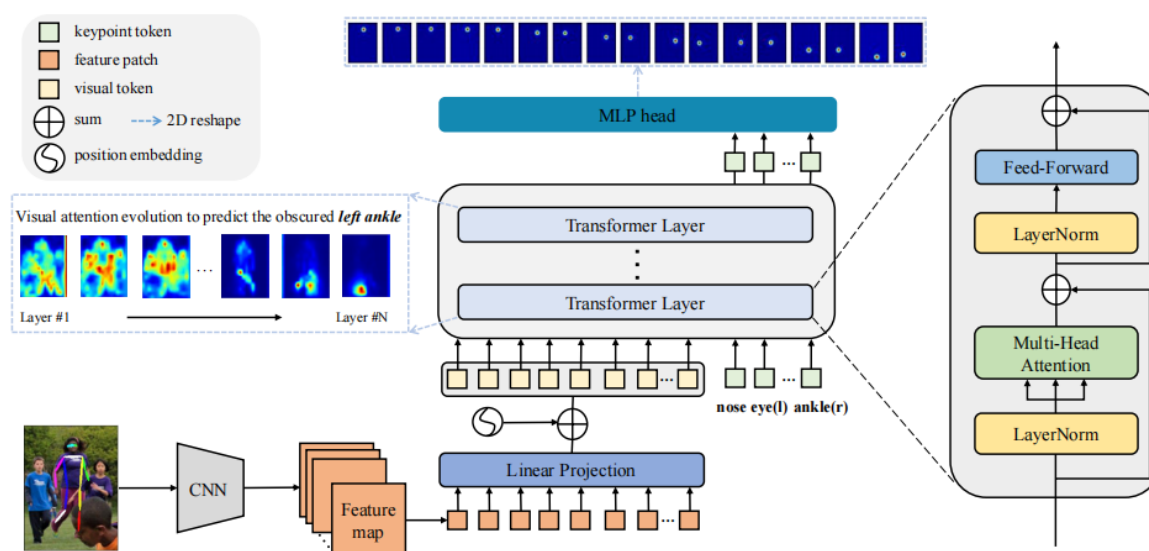 keypoint token
feature patch
visual token
sum
2D reshape
position embedding
MLP head
Visual attention evolution to predict the obscured left ankle
...
Layer #1
Layer #N
Transformer Layer
Transformer Layer
...
...
nose eye(l) ankle(r)
Linear Projection
CNN
Feature
map
...
Feed-Forward
LayerNorm
Multi-Head
Attention
LayerNorm